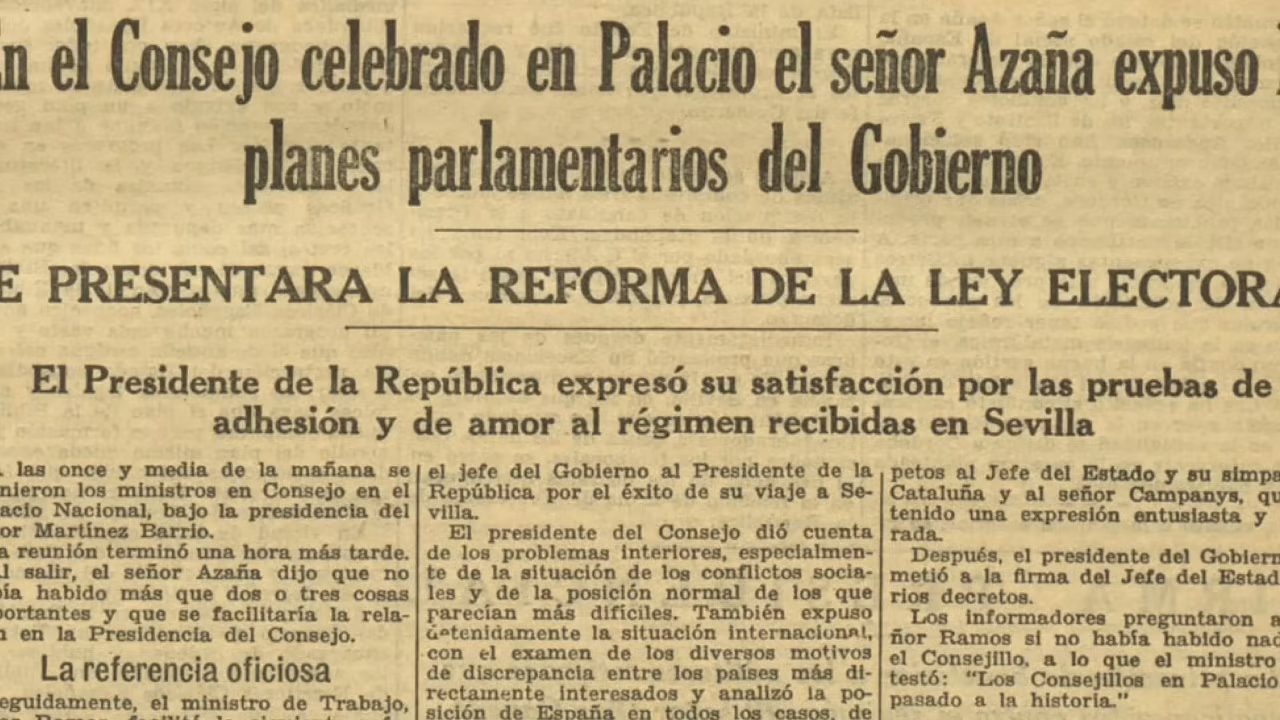 n el Consejo celebrado en Palacio el señor Azaña expuso
planes parlamentarios del Gobierno
E PRESENTARA LA REFORMA DE LA LEY ELECTORA
El Presidente de la República expresó su satisfacción por las pruebas de
adhesión y de amor al régimen recibidas en Sevilla
las once y media de la mañana se
nieron los ministros en Consejo en el
acio Nacional, bajo la presidencia del
or Martínez Barrio.
a reunión terminó una hora más tarde.
l salir, el señor Azaña dijo que no
bía habido más que dos o tres cosas
portantes y que se facilitaría la rela-
n en la Presidencia del Consejo.
La referencia oficiosa
eguidamente, el ministro de Trabajo,
el jefe del Gobierno al Presidente de la
República por el éxito de su viaje a Se-
villa.
El presidente del Consejo dió cuenta
de los problemas interiores, especialmen-
te de la situación de los conflictos socia-
les y de la posición normal de los que
parecían más difíciles. También expuso
detenidamente la situación internacional,
con el examen de los diversos motivos
de discrepancia entre los países más di-
rectamente interesados y analizó la po-
sición de España en todos los casos, de
petos al Jefe del Estado y su simpa
Cataluña y al señor Campanys, qu
tenido una expresión entusiasta y
rada.
Después, el presidente del Gobiern
metió a la firma del Jefe del Estad
rios decretos.
Los informadores preguntaron a
ñor Ramos si no había habido nad
el Consejillo, a lo que el ministro
testó: "Los Consejillos en Palacio
pasado a la historia."